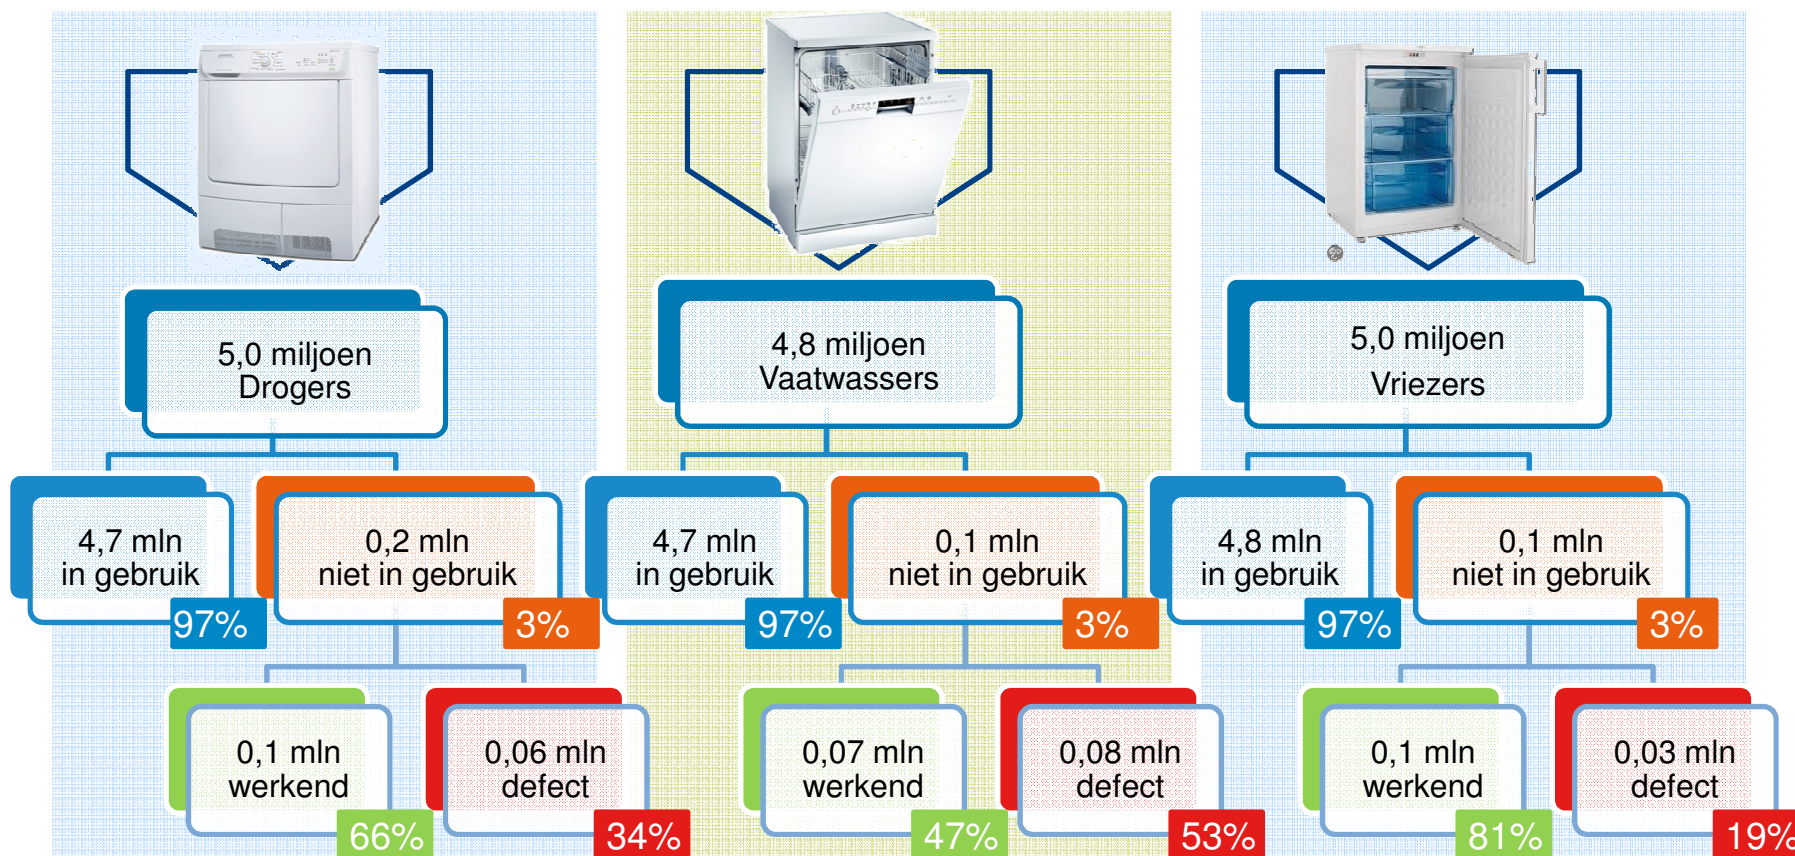 5,0 miljoen
Drogers
4,7 mln
in gebruik
97%
0,2 mln
niet in gebruik
3%
0,1 mln
werkend
66%
0,06 mln
defect
34%
4,8 miljoen
Vaatwassers
4,7 mln
in gebruik
97%
0,1 mln
niet in gebruik
3%
0,07 mln
werkend
47%
0,08 mln
defect
53%
5,0 miljoen
Vriezers
4,8 mln
in gebruik
97%
0,1 mln
niet in gebruik
3%
0,1 mln
werkend
81%
0,03 mln
defect
19%